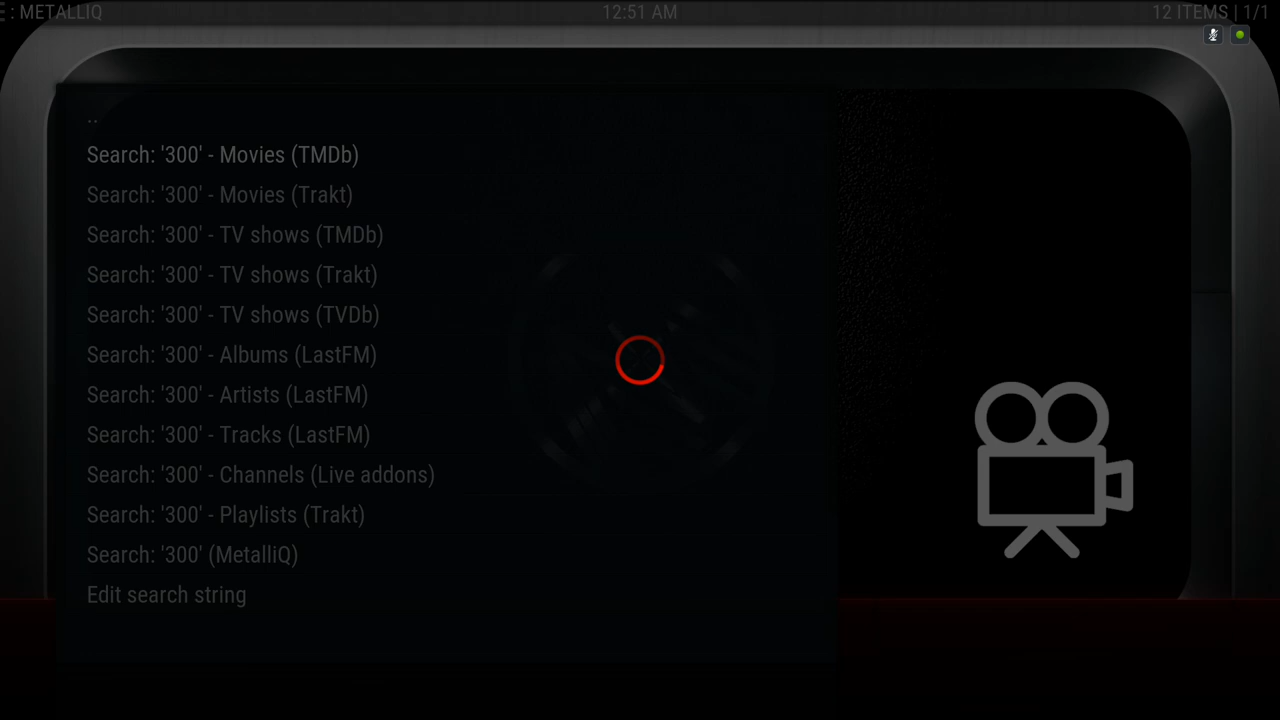 : METALLIQ
12:51 AM
12 ITEMS | 1/1
..
Search: '300' - Movies (TMDb)
Search: '300' - Movies (Trakt)
Search: '300' - TV shows (TMDb)
Search: '300' - TV shows (Trakt)
Search: '300' - TV shows (TVDb)
Search: '300' - Albums (LastFM)
Search: '300' - Artists (LastFM)
Search: '300' - Tracks (LastFM)
Search: '300' - Channels (Live addons)
Search: '300' - Playlists (Trakt)
Search: '300' (MetalliQ)
Edit search string